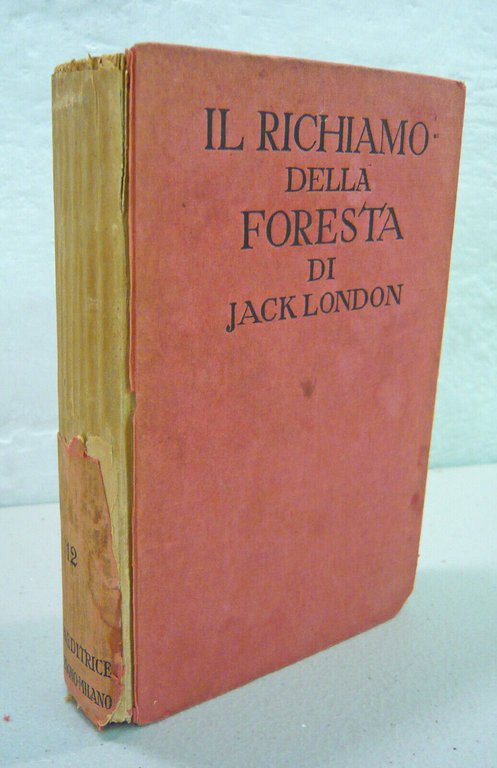 IL RICHIAMO
DELLA
FORESTA
DI
JACK LONDON
12
EDITRICE
MILANO